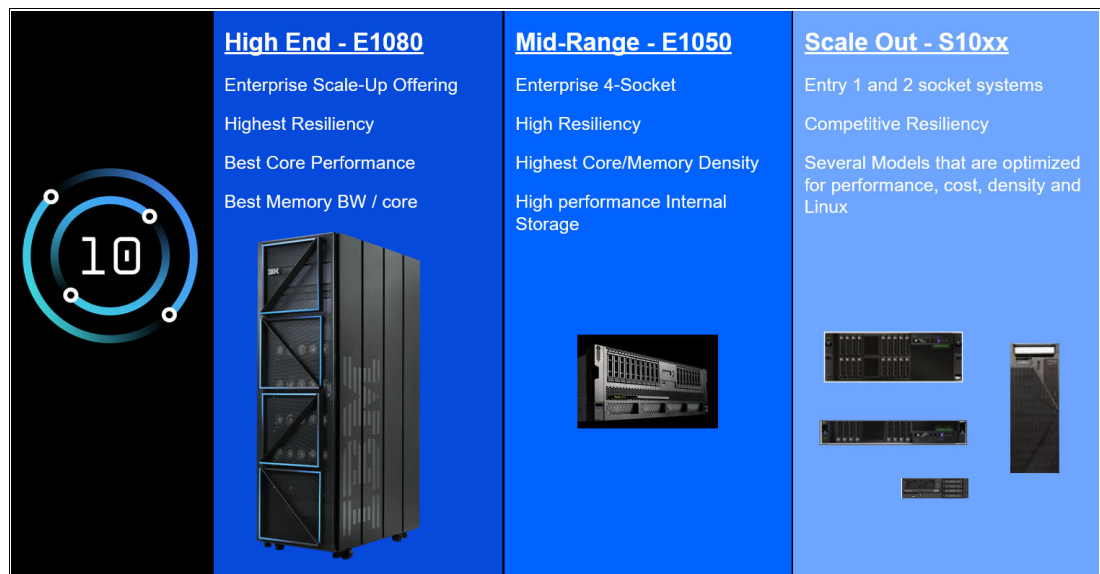 10
High End - E1080
Enterprise Scale-Up Offering
Highest Resiliency
Best Core Performance
Best Memory BW / core
IBM
Mid-Range - E1050
Enterprise 4-Socket
High Resiliency
Highest Core/Memory Density
High performance Internal
Storage
Scale Out - S10xx
Entry 1 and 2 socket systems
Competitive Resiliency
Several Models that are optimized
for performance, cost, density and
Linux